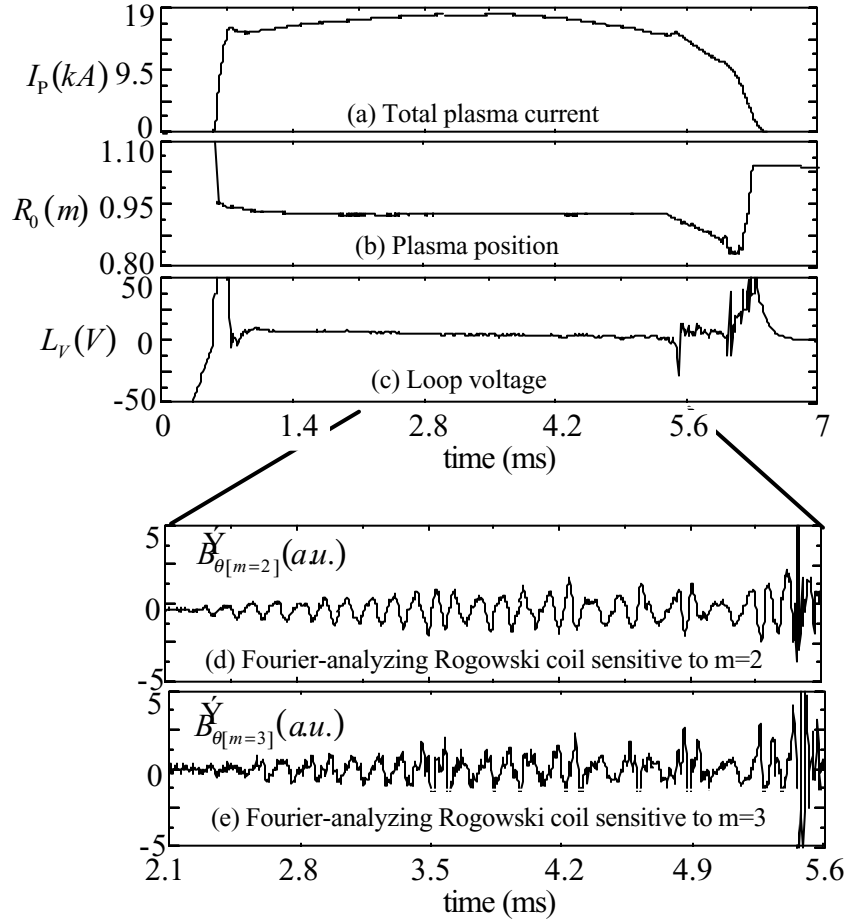 19
I_P (kA) 9.5
(a) Total plasma current
0
1.10
R_0 (m) 0.95
(b) Plasma position
0.80
50
L_V (V) 0
(c) Loop voltage
-50
0 1.4 2.8 4.2 5.6 7
time (ms)
5
B_θ[m=2] (a.u.)
0
(d) Fourier-analyzing Rogowski coil sensitive to m=2
-5
5
B_θ[m=3] (a.u.)
0
(e) Fourier-analyzing Rogowski coil sensitive to m=3
-5
2.1 2.8 3.5 4.2 4.9 5.6
time (ms)